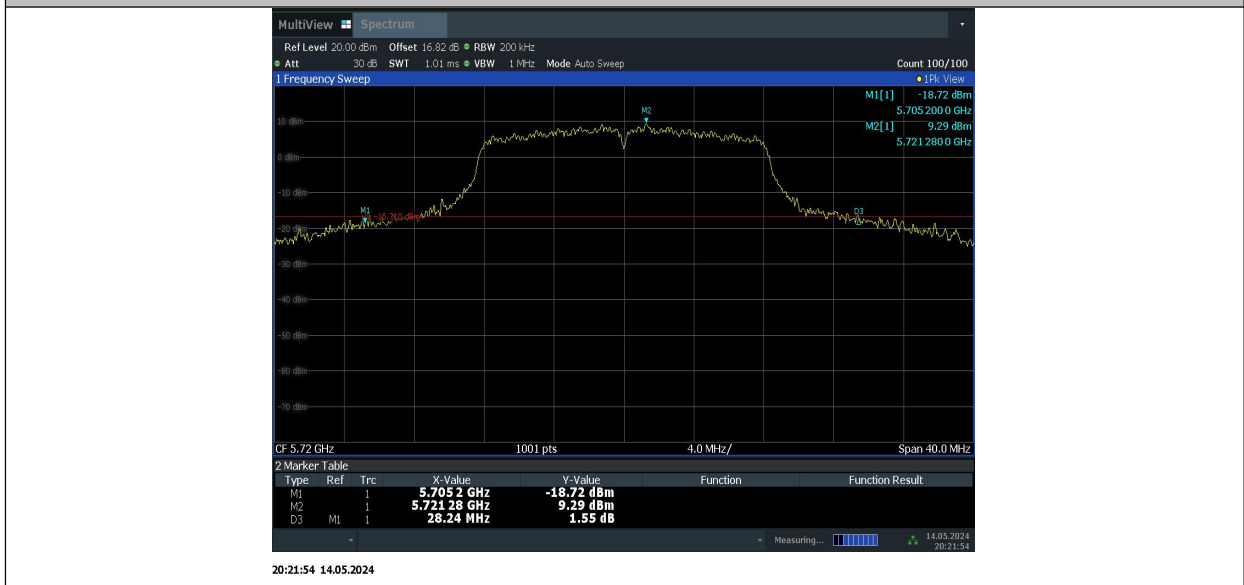 MultiView Spectrum
Ref Level 20.00 dBm Offset 16.82 dB RBW 200 kHz
Att 30 dB SWT 1.01 ms VBW 1 MHz Mode Auto Sweep Count 100/100
1 Frequency Sweep 1Pk View
M1[1] -18.72 dBm
5.705 200 0 GHz
M2
10 dBm
M2[1] 9.29 dBm
5.721 280 0 GHz
0 dBm
-10 dBm
M1 D3
-16.710 dBm
-20 dBm
-30 dBm
-40 dBm
-50 dBm
-60 dBm
-70 dBm
CF 5.72 GHz 1001 pts 4.0 MHz/ Span 40.0 MHz
2 Marker Table
Type Ref Trc X-Value Y-Value Function Function Result
M1 1 5.705 2 GHz -18.72 dBm
M2 1 5.721 28 GHz 9.29 dBm
D3 M1 1 28.24 MHz 1.55 dB
Measuring... 14.05.2024
20:21:54
20:21:54 14.05.2024